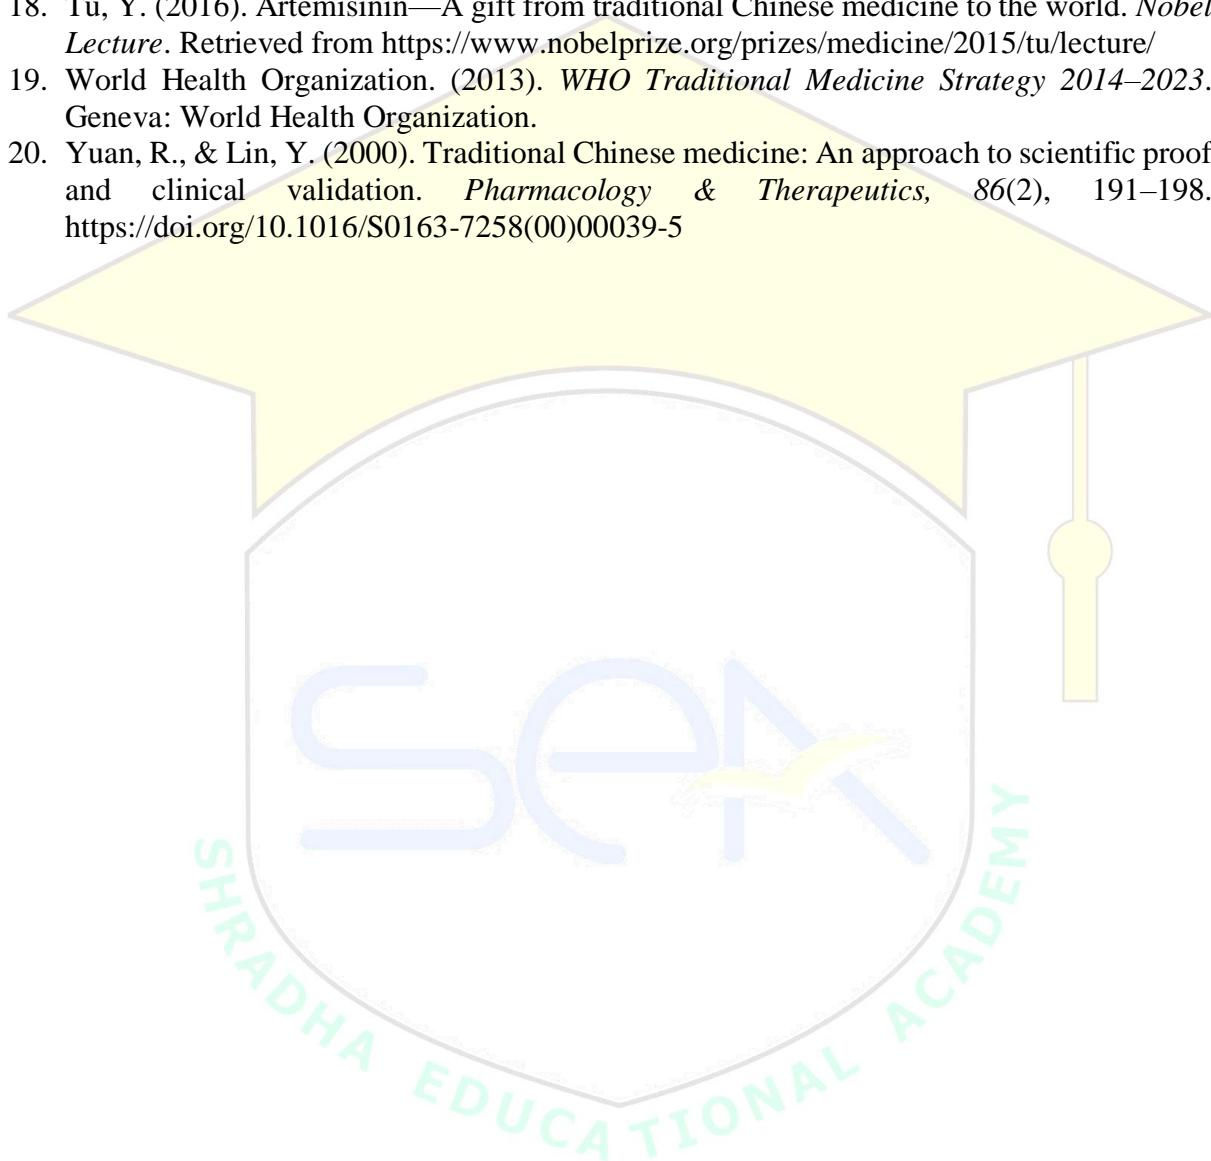 18. Tu, Y. (2016). Artemisinin—A gift from traditional Chinese medicine to the world. Nobel
Lecture. Retrieved from https://www.nobelprize.org/prizes/medicine/2015/tu/lecture/
19. World Health Organization. (2013). WHO Traditional Medicine Strategy 2014–2023.
Geneva: World Health Organization.
20. Yuan, R., & Lin, Y. (2000). Traditional Chinese medicine: An approach to scientific proof
and clinical validation. Pharmacology & Therapeutics, 86(2), 191–198.
https://doi.org/10.1016/S0163-7258(00)00039-5
SEA
SHRADHA EDUCATIONAL ACADEMY